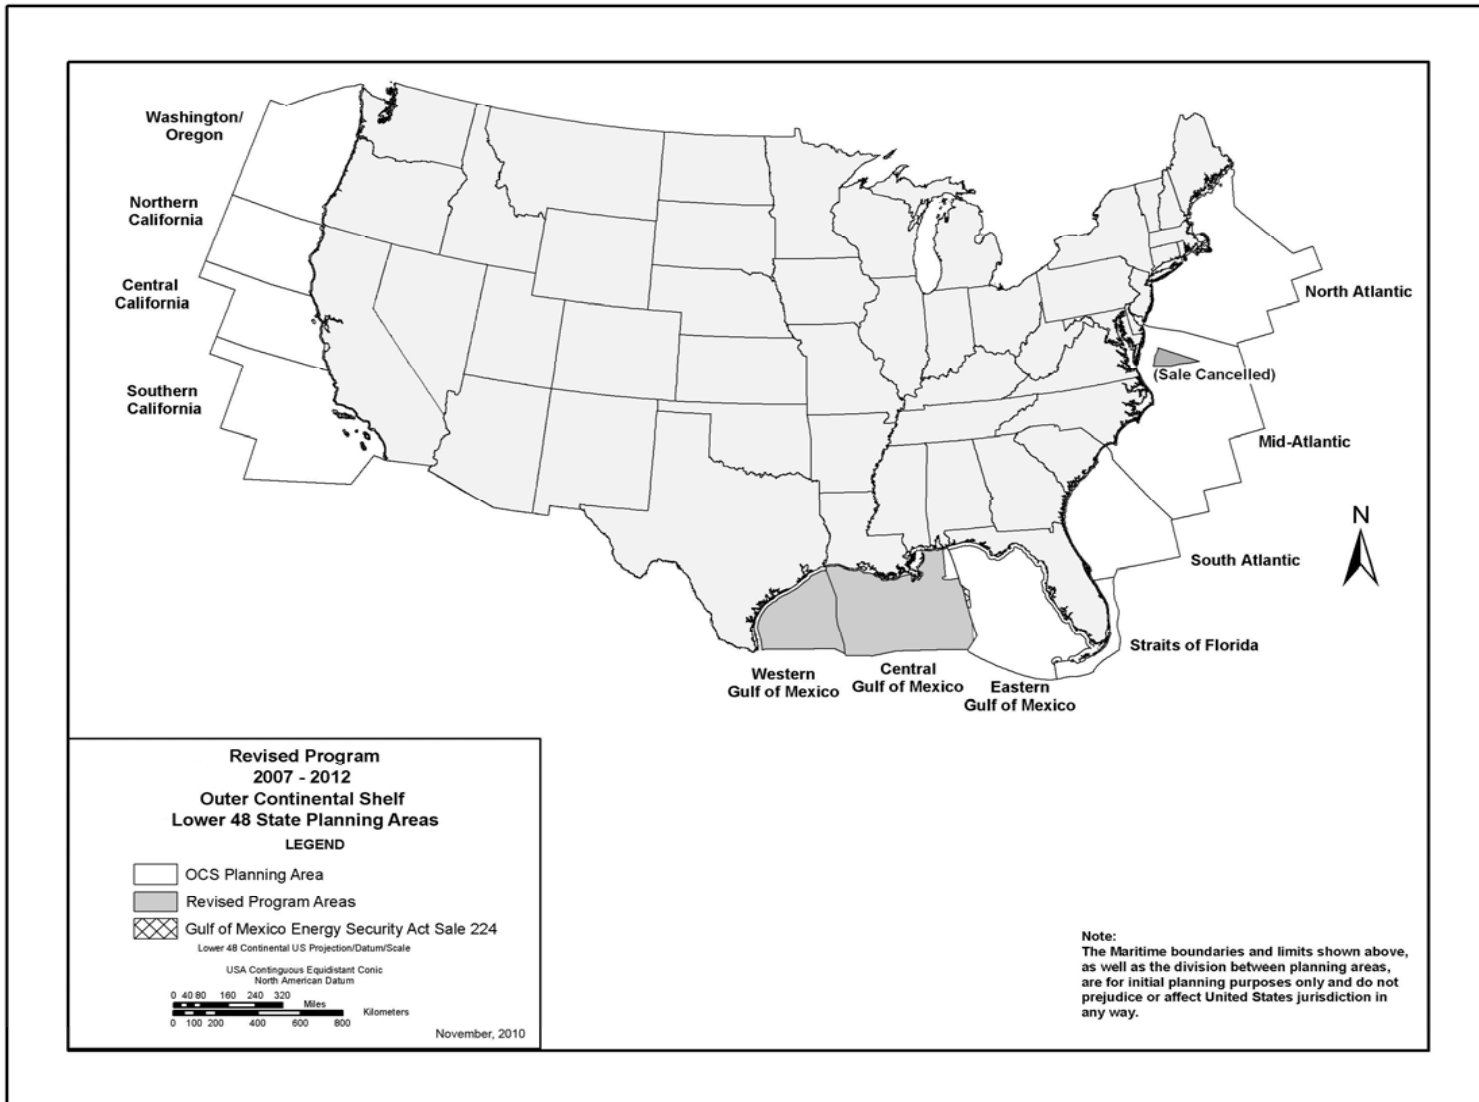 Washington/
Oregon
Northern
California
Central
California
Southern
California
North Atlantic
(Sale Cancelled)
Mid-Atlantic
N
South Atlantic
Straits of Florida
Western
Gulf of Mexico
Central
Gulf of Mexico
Eastern
Gulf of Mexico
Revised Program
2007 - 2012
Outer Continental Shelf
Lower 48 State Planning Areas
LEGEND
OCS Planning Area
Revised Program Areas
Gulf of Mexico Energy Security Act Sale 224
Lower 48 Continental US Projection/Datum/Scale
USA Continguous Equidistant Conic
North American Datum
0 40 80 160 240 320
Miles
Kilometers
0 100 200 400 600 800
November, 2010
Note:
The Maritime boundaries and limits shown above,
as well as the division between planning areas,
are for initial planning purposes only and do not
prejudice or affect United States jurisdiction in
any way.